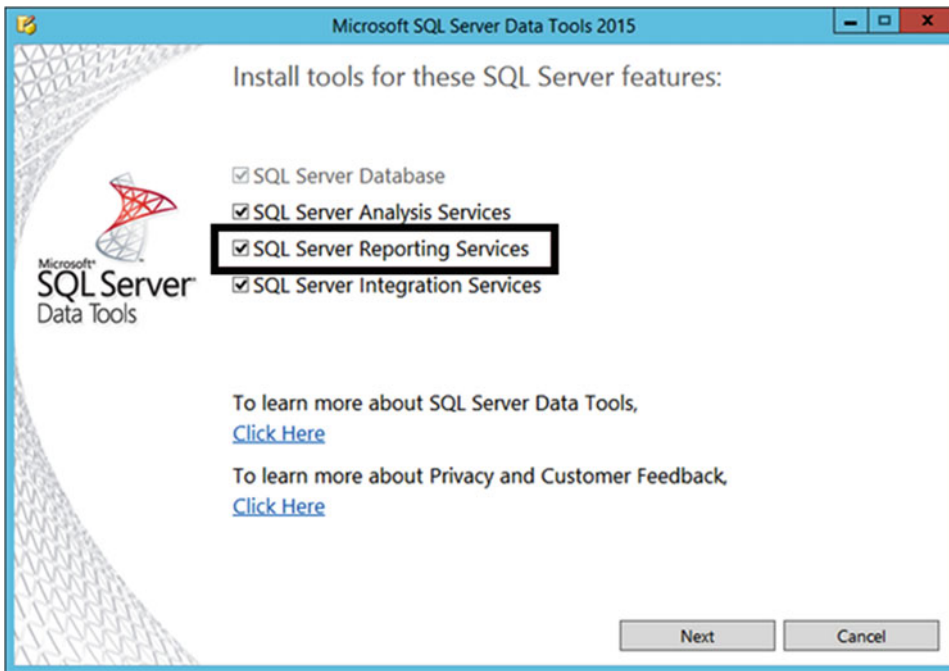 Microsoft SQL Server Data Tools 2015
Install tools for these SQL Server features:
SQL Server Database
SQL Server Analysis Services
SQL Server Reporting Services
SQL Server Integration Services
Microsoft
SQL Server
Data Tools
To learn more about SQL Server Data Tools,
Click Here
To learn more about Privacy and Customer Feedback,
Click Here
Next
Cancel